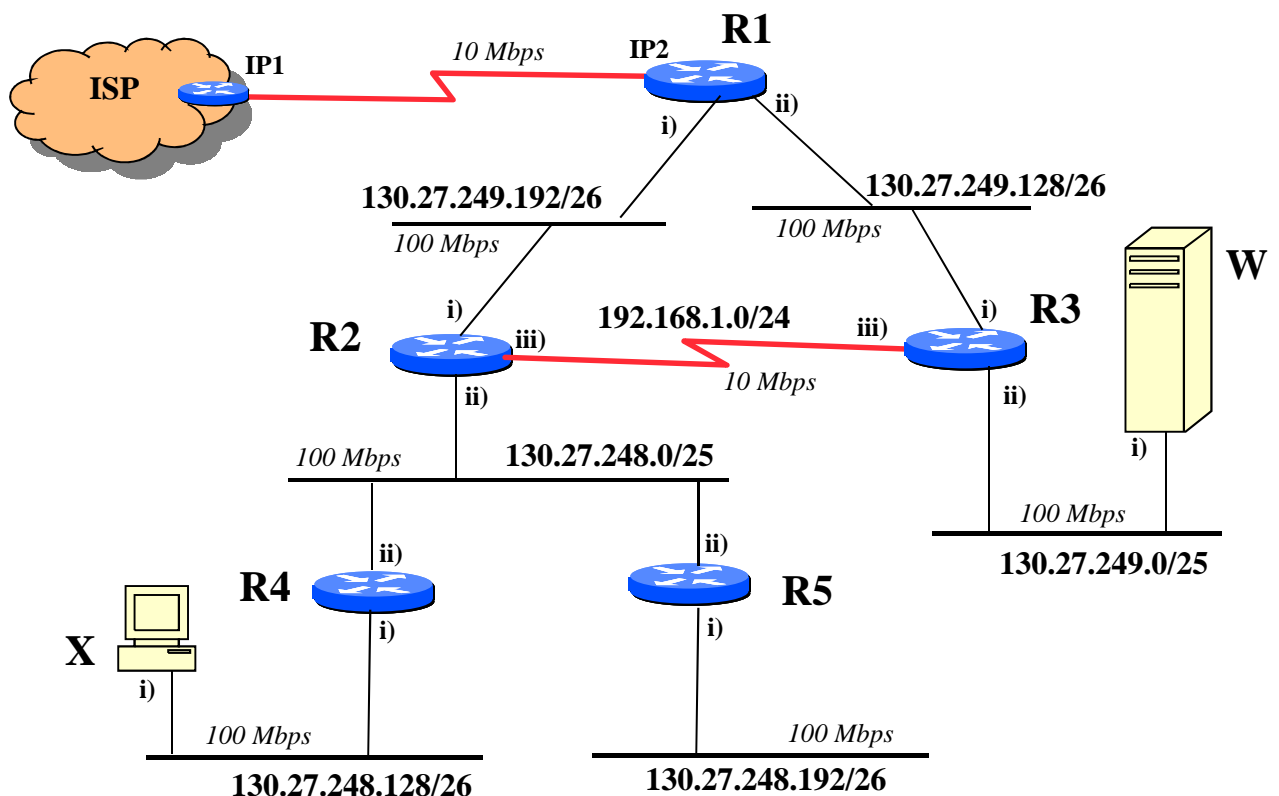 R1
IP2
10 Mbps
IP1
ISP
i)
ii)
130.27.249.192/26
130.27.249.128/26
100 Mbps
100 Mbps
W
i)
i)
R3
192.168.1.0/24
iii)
R2
iii)
10 Mbps
ii)
ii)
i)
100 Mbps
130.27.248.0/25
100 Mbps
130.27.249.0/25
ii)
ii)
R4
R5
i)
i)
X
i)
100 Mbps
100 Mbps
130.27.248.128/26
130.27.248.192/26